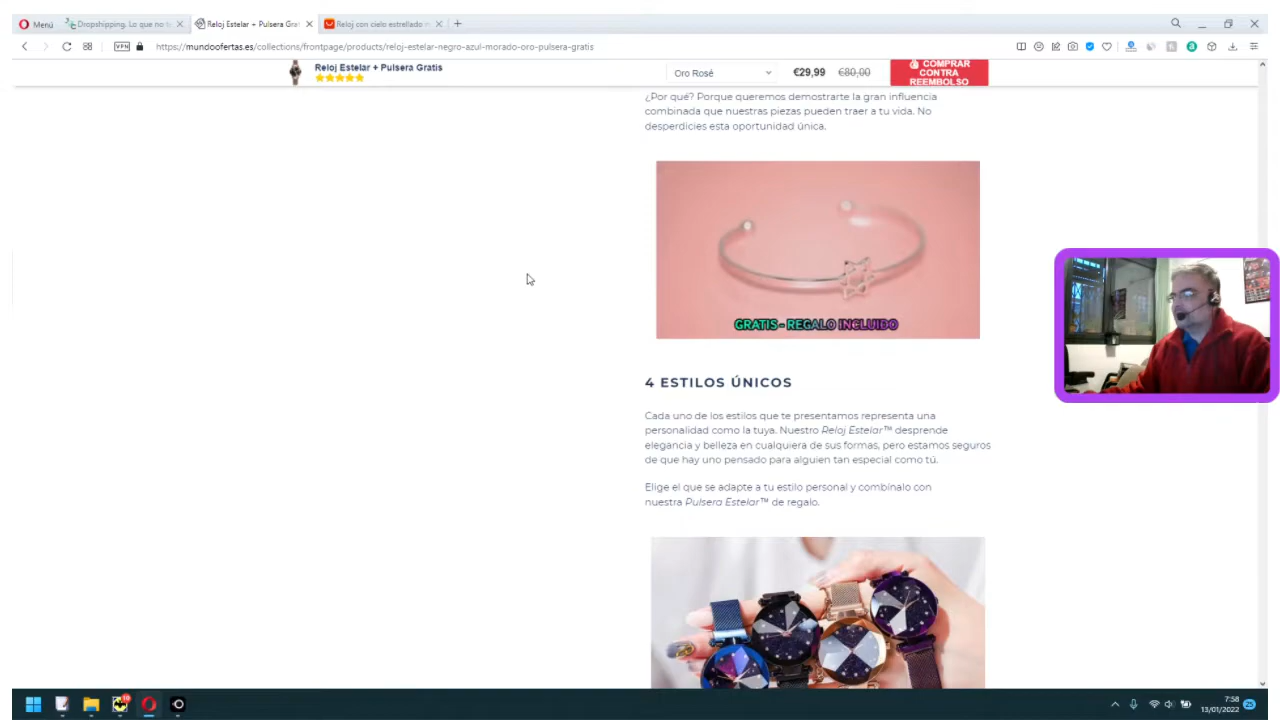 Menú
Dropshipping. Lo que no t
Reloj Estelar + Pulsera Grat
Reloj con cielo estrellado in
VPN
https://mundoofertas.es/collections/frontpage/products/reloj-estelar-negro-azul-morado-oro-pulsera-gratis
Reloj Estelar + Pulsera Gratis
Oro Rosé
€29,99 €80,00
COMPRAR
CONTRA
REEMBOLSO
¿Por qué? Porque queremos demostrarte la gran influencia
combinada que nuestras piezas pueden traer a tu vida. No
desperdicies esta oportunidad única.
GRATIS - REGALO INCLUIDO
4 ESTILOS ÚNICOS
Cada uno de los estilos que te presentamos representa una
personalidad como la tuya. Nuestro Reloj Estelar™ desprende
elegancia y belleza en cualquiera de sus formas, pero estamos seguros
de que hay uno pensado para alguien tan especial como tú.
Elige el que se adapte a tu estilo personal y combínalo con
nuestra Pulsera Estelar™ de regalo.
7:58
13/01/2022
25